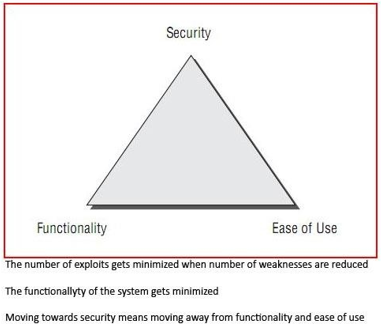 Security
Functionality
Ease of Use
The number of exploits gets minimized when number of weaknesses are reduced
The functionallyty of the system gets minimized
Moving towards security means moving away from functionality and ease of use